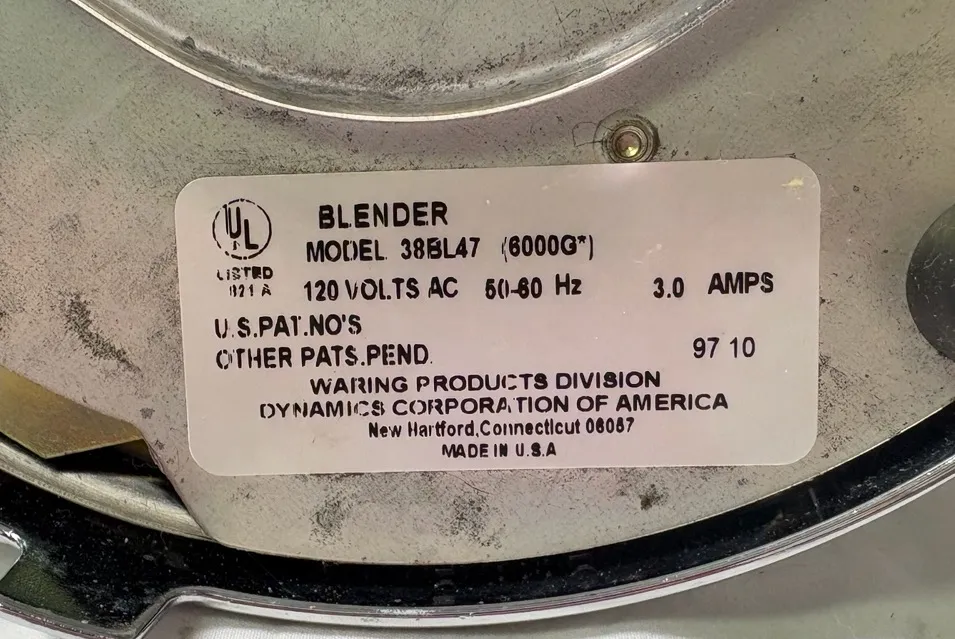 UL
LISTED
821 A
BLENDER
MODEL 38BL47 (6000G*)
120 VOLTS AC 50-60 Hz 3.0 AMPS
U.S.PAT.NO'S
OTHER PATS.PEND. 97 10
WARING PRODUCTS DIVISION
DYNAMICS CORPORATION OF AMERICA
New Hartford,Connecticut 06057
MADE IN U.S.A